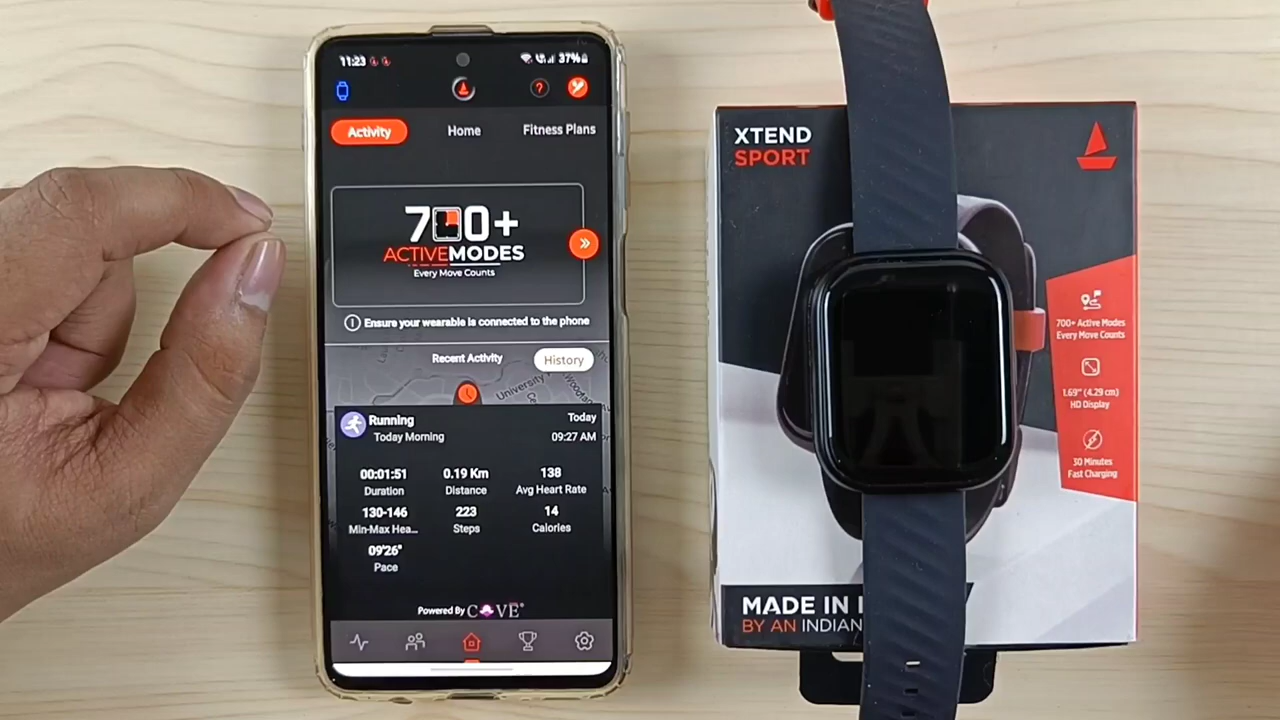 11:23
37%
?
Activity
Home
Fitness Plans
700+
ACTIVEMODES
Every Move Counts
Ensure your wearable is connected to the phone
Recent Activity
History
University
Running
Today
Today Morning
09:27 AM
00:01:51
0.19 Km
138
Duration
Distance
Avg Heart Rate
130-146
223
14
Min-Max Hea...
Steps
Calories
09'26"
Pace
Powered By COVE
XTEND
SPORT
700+ Active Modes
Every Move Counts
1.69" (4.29 cm)
HD Display
30 Minutes
Fast Charging
MADE IN
BY AN INDIAN